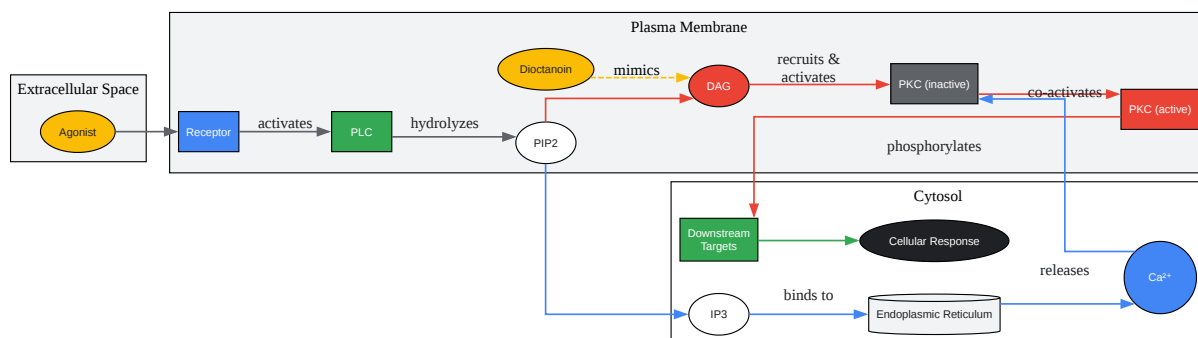 Plasma Membrane
Extracellular Space
Agonist
Receptor
activates
PLC
hydrolyzes
PIP2
Dioctanoin
mimics
DAG
recruits &
activates
PKC (inactive)
co-activates
PKC (active)
phosphorylates
Cytosol
Downstream
Targets
Cellular Response
IP3
binds to
Endoplasmic Reticulum
releases
Ca²⁺